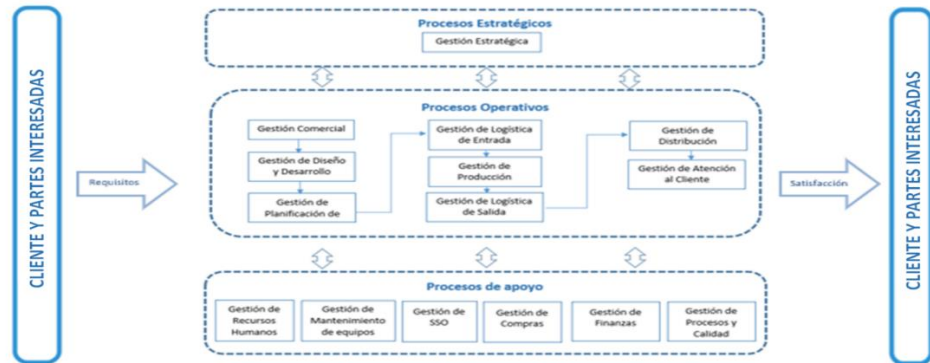 CLIENTE Y PARTES INTERESADAS
Requisitos
Procesos Estratégicos
Gestión Estratégica
Procesos Operativos
Gestión Comercial
Gestión de Diseño
y Desarrollo
Gestión de
Planificación de
Gestión de Logística
de Entrada
Gestión de
Producción
Gestión de Logística
de Salida
Gestión de
Distribución
Gestión de Atención
al Cliente
Procesos de apoyo
Gestión de
Recursos
Humanos
Gestión de
Mantenimiento
de equipos
Gestión de
SSO
Gestión de
Compras
Gestión de
Finanzas
Gestión de
Procesos y
Calidad
Satisfacción
CLIENTE Y PARTES INTERESADAS